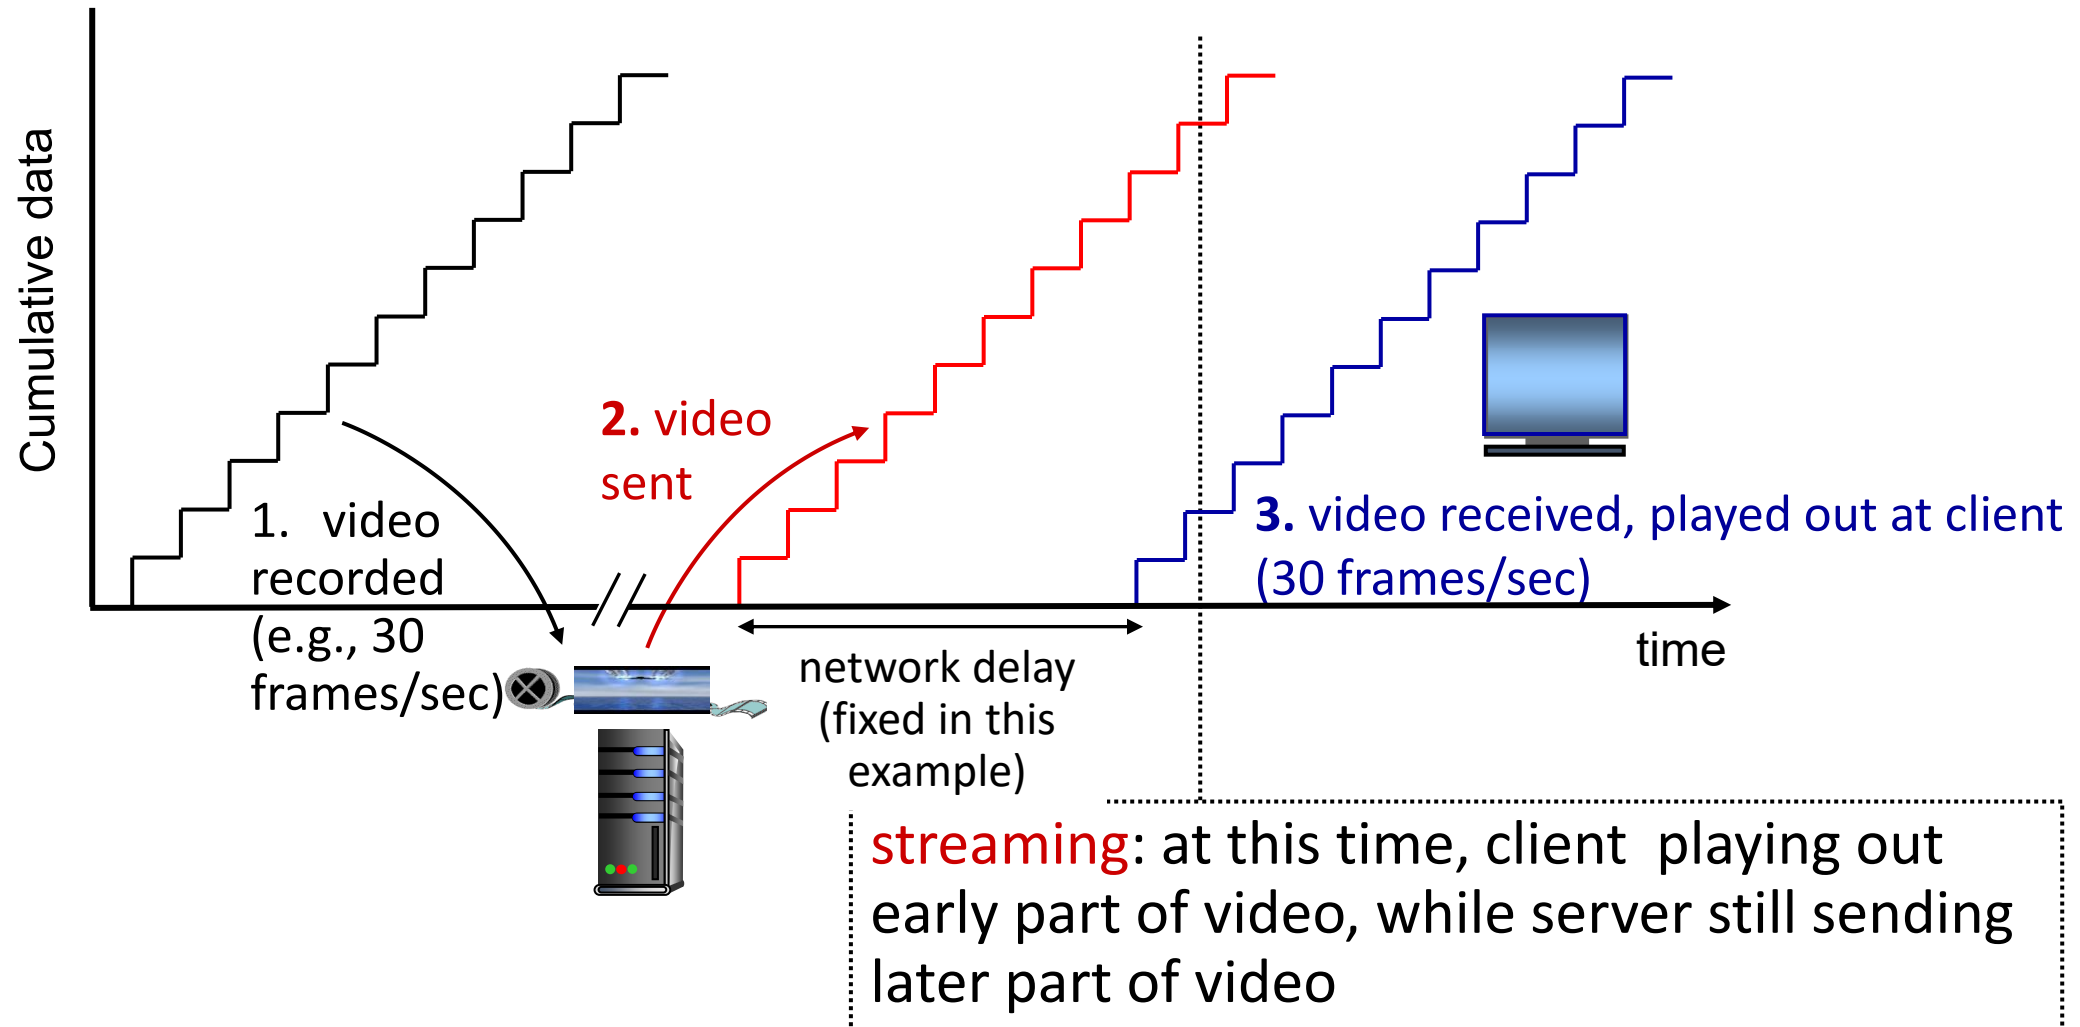 Cumulative data
1. video
recorded
(e.g., 30
frames/sec)
2. video
sent
3. video received, played out at client
(30 frames/sec)
time
network delay
(fixed in this
example)
streaming: at this time, client  playing out
early part of video, while server still sending
later part of video